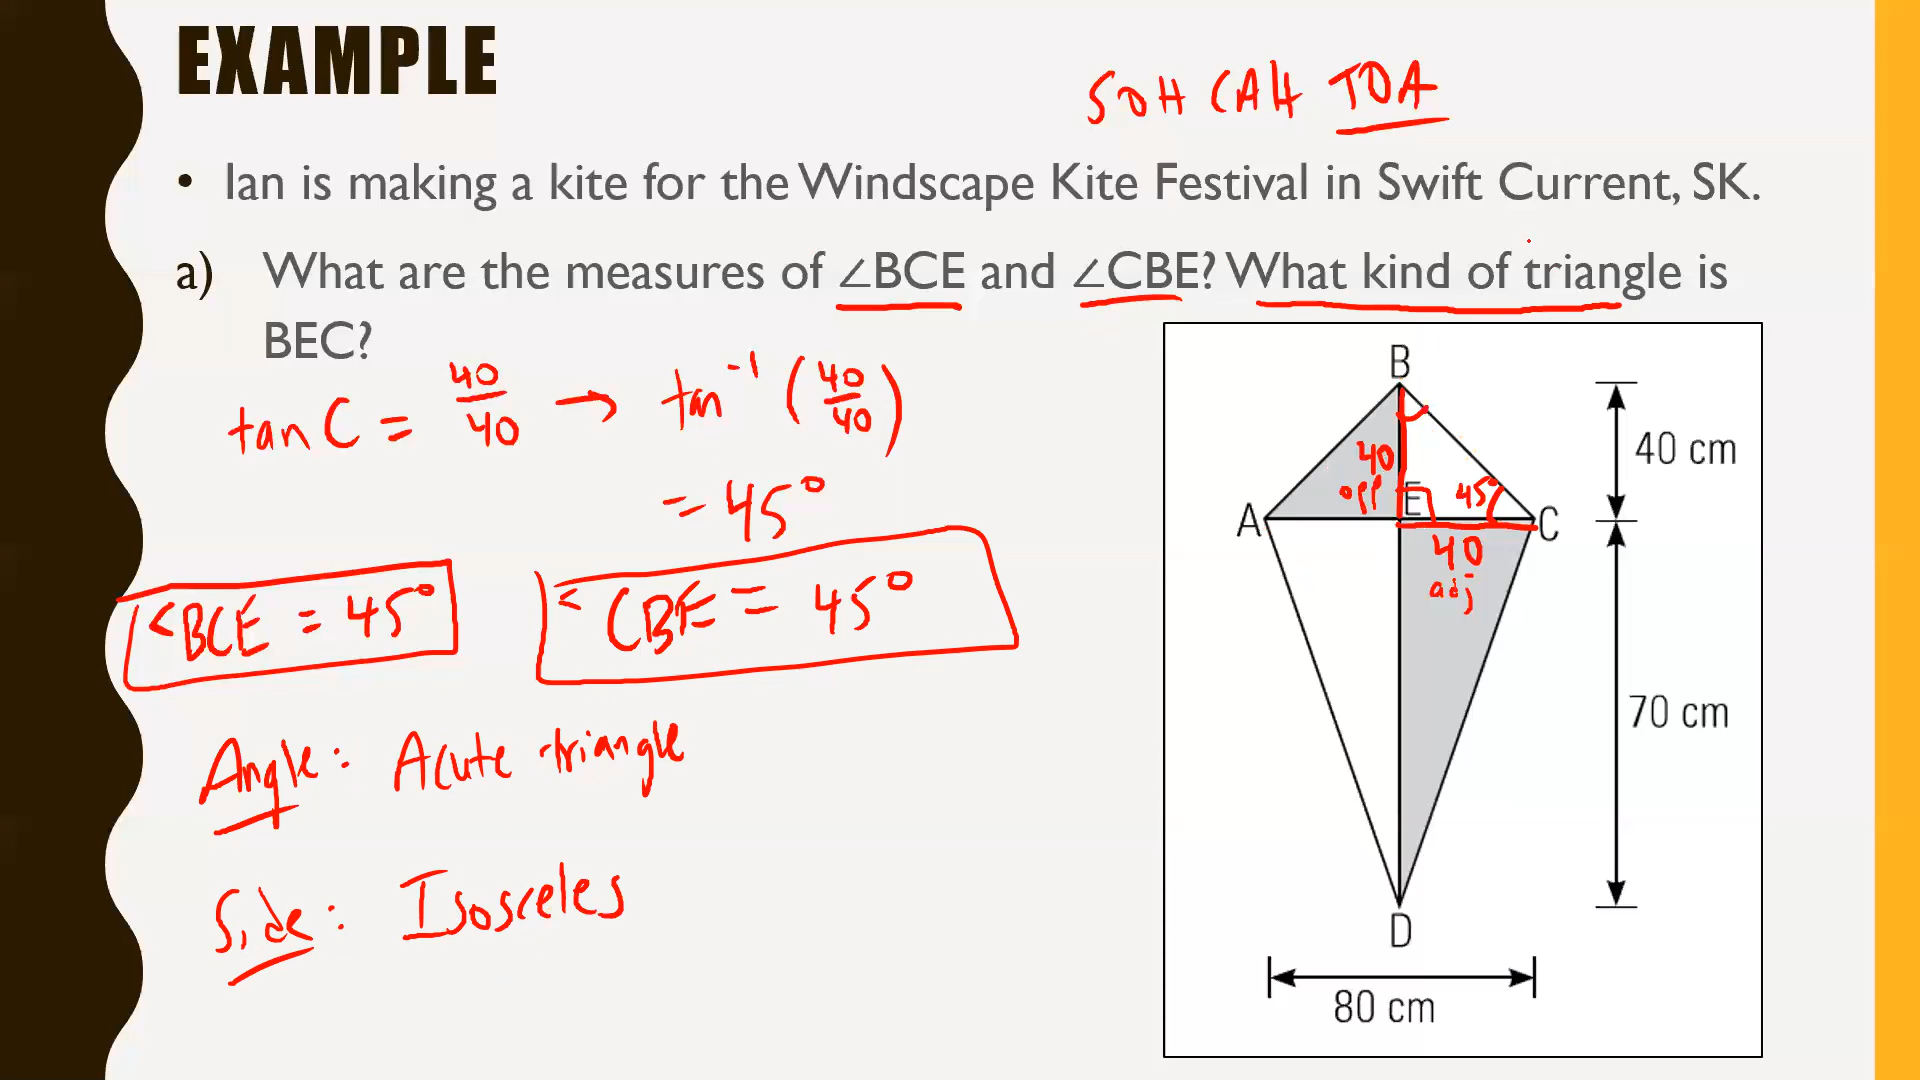 EXAMPLE
SOH CAH TOA
• Ian is making a kite for the Windscape Kite Festival in Swift Current, SK.
a) What are the measures of ∠BCE and ∠CBE? What kind of triangle is
BEC?
tan C = 40/40 → tan⁻¹ (40/40)
= 45°
<BCE = 45°
<CBE = 45°
Angle: Acute triangle
Side: Isosceles
B
40 cm
40
opp
E
45°
A
C
40
adj
70 cm
D
80 cm